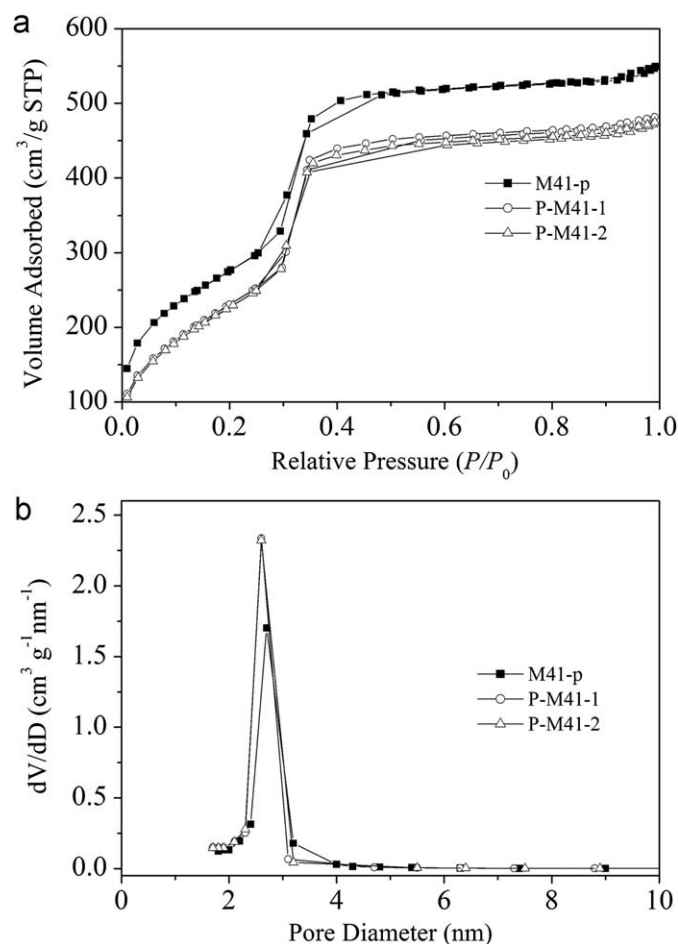 a
600
500
400
300
200
100
Volume Adsorbed (cm³/g STP)
M41-p
P-M41-1
P-M41-2
0.0 0.2 0.4 0.6 0.8 1.0
Relative Pressure (P/P₀)
b
2.5
2.0
1.5
1.0
0.5
0.0
dV/dD (cm³ g⁻¹nm⁻¹)
M41-p
P-M41-1
P-M41-2
0 2 4 6 8 10
Pore Diameter (nm)